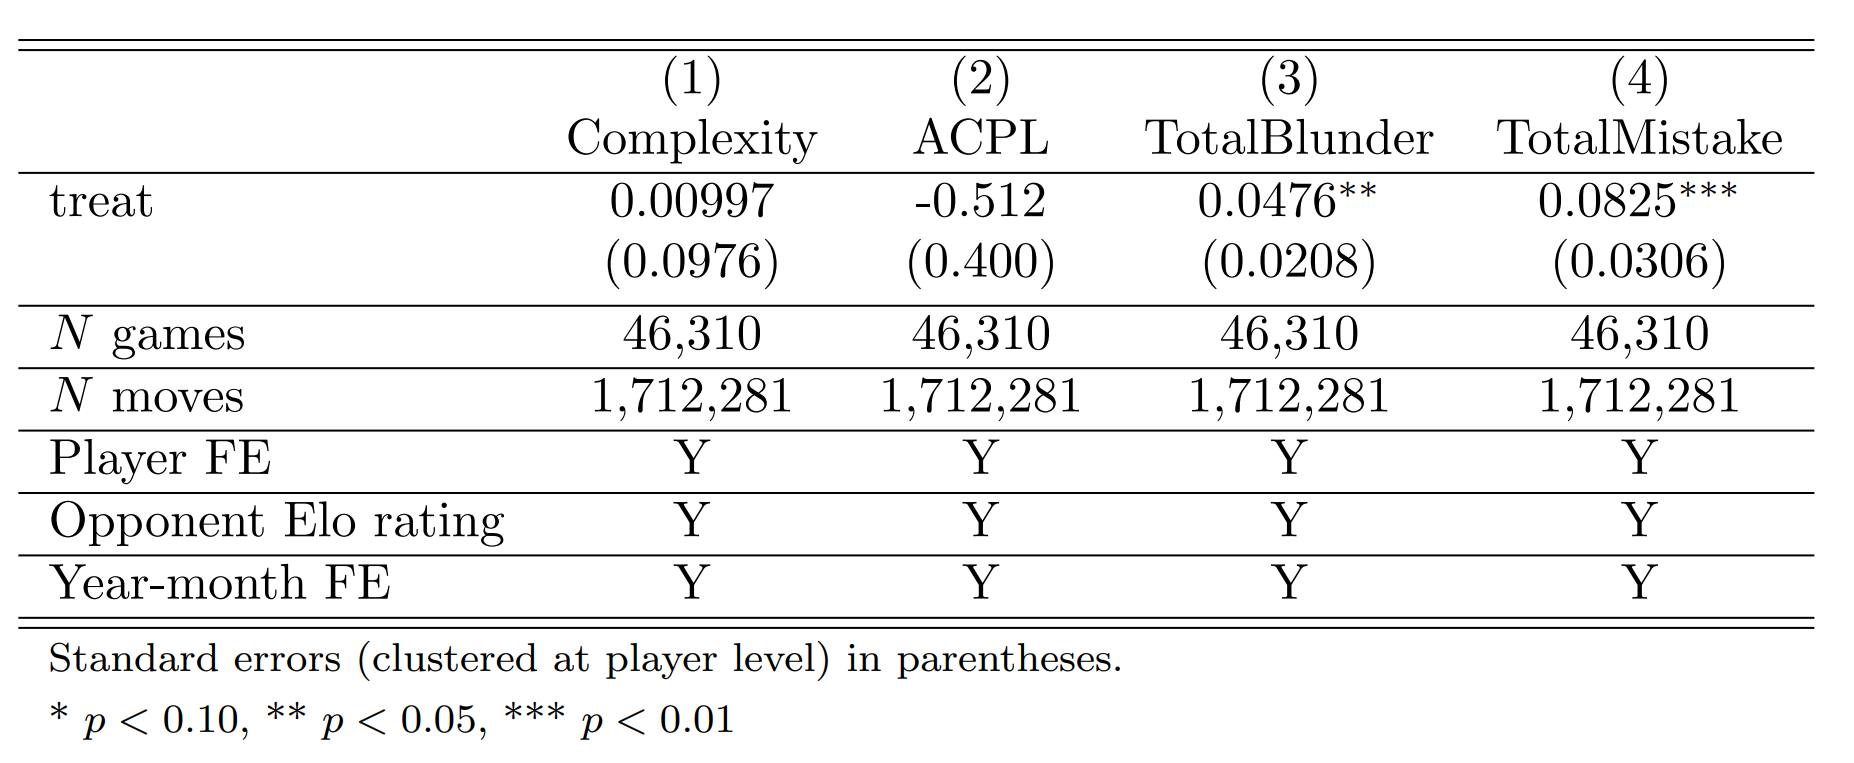 (1) (2) (3) (4)
Complexity ACPL TotalBlunder TotalMistake
treat 0.00997 -0.512 0.0476** 0.0825***
(0.0976) (0.400) (0.0208) (0.0306)
N games 46,310 46,310 46,310 46,310
N moves 1,712,281 1,712,281 1,712,281 1,712,281
Player FE Y Y Y Y
Opponent Elo rating Y Y Y Y
Year-month FE Y Y Y Y
Standard errors (clustered at player level) in parentheses.
* p < 0.10, ** p < 0.05, *** p < 0.01